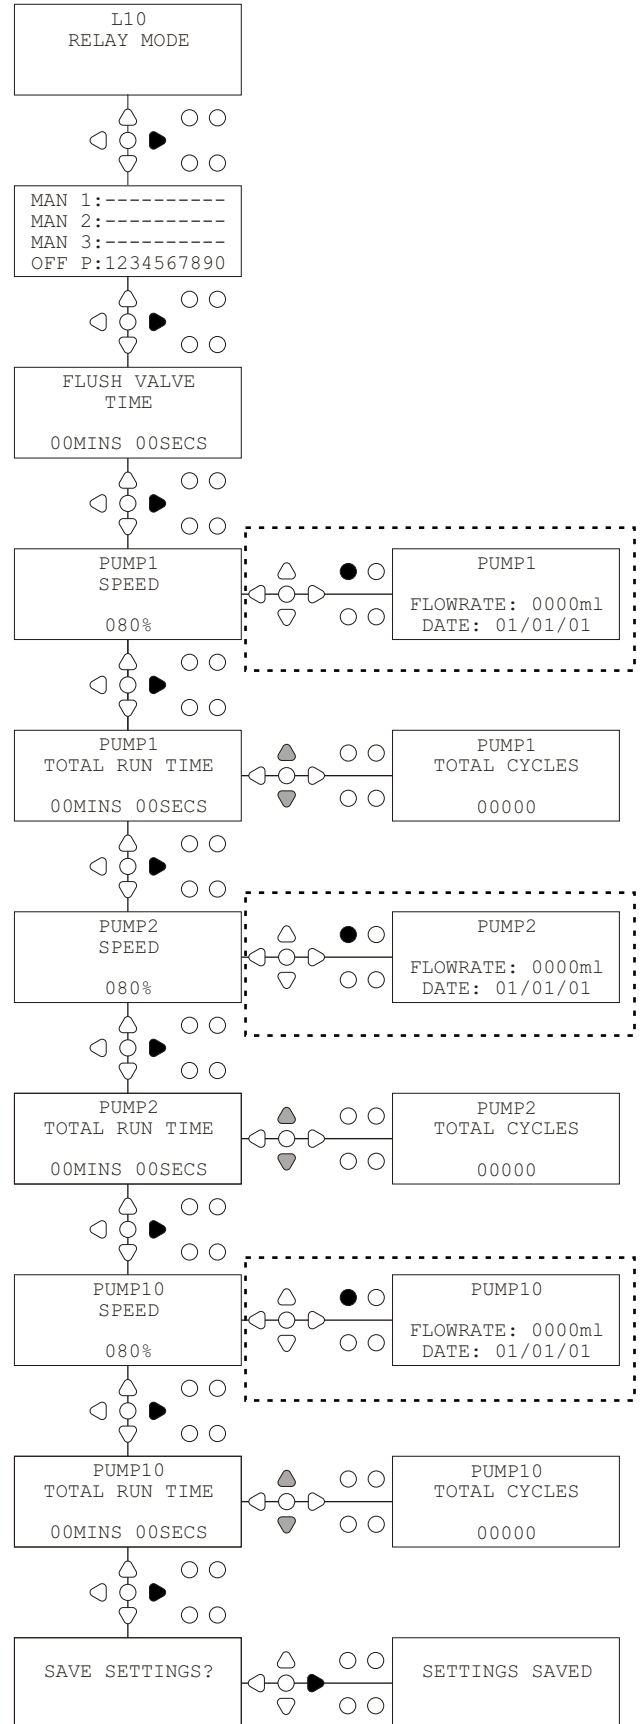 L10
RELAY MODE
MAN 1:----------
MAN 2:----------
MAN 3:----------
OFF P:1234567890
FLUSH VALVE
TIME
00MINS 00SECS
PUMP1
SPEED
080%
PUMP1
FLOWRATE: 0000ml
DATE: 01/01/01
PUMP1
TOTAL RUN TIME
00MINS 00SECS
PUMP1
TOTAL CYCLES
00000
PUMP2
SPEED
080%
PUMP2
FLOWRATE: 0000ml
DATE: 01/01/01
PUMP2
TOTAL RUN TIME
00MINS 00SECS
PUMP2
TOTAL CYCLES
00000
PUMP10
SPEED
080%
PUMP10
FLOWRATE: 0000ml
DATE: 01/01/01
PUMP10
TOTAL RUN TIME
00MINS 00SECS
PUMP10
TOTAL CYCLES
00000
SAVE SETTINGS?
SETTINGS SAVED